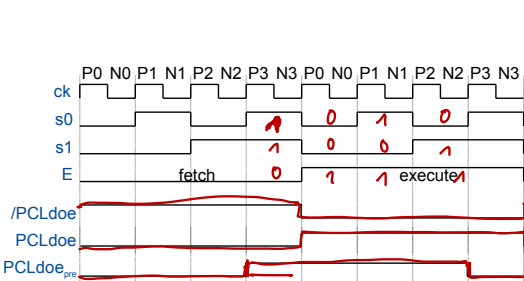 P0 N0 P1 N1 P2 N2 P3 N3 P0 N0 P1 N1 P2 N2 P3 N3
ck
s0 1 0 1 0
s1 1 0 0 1
E fetch 0 1 1 execute 1
/PCLdoe
PCLdoe
PCLdoepre